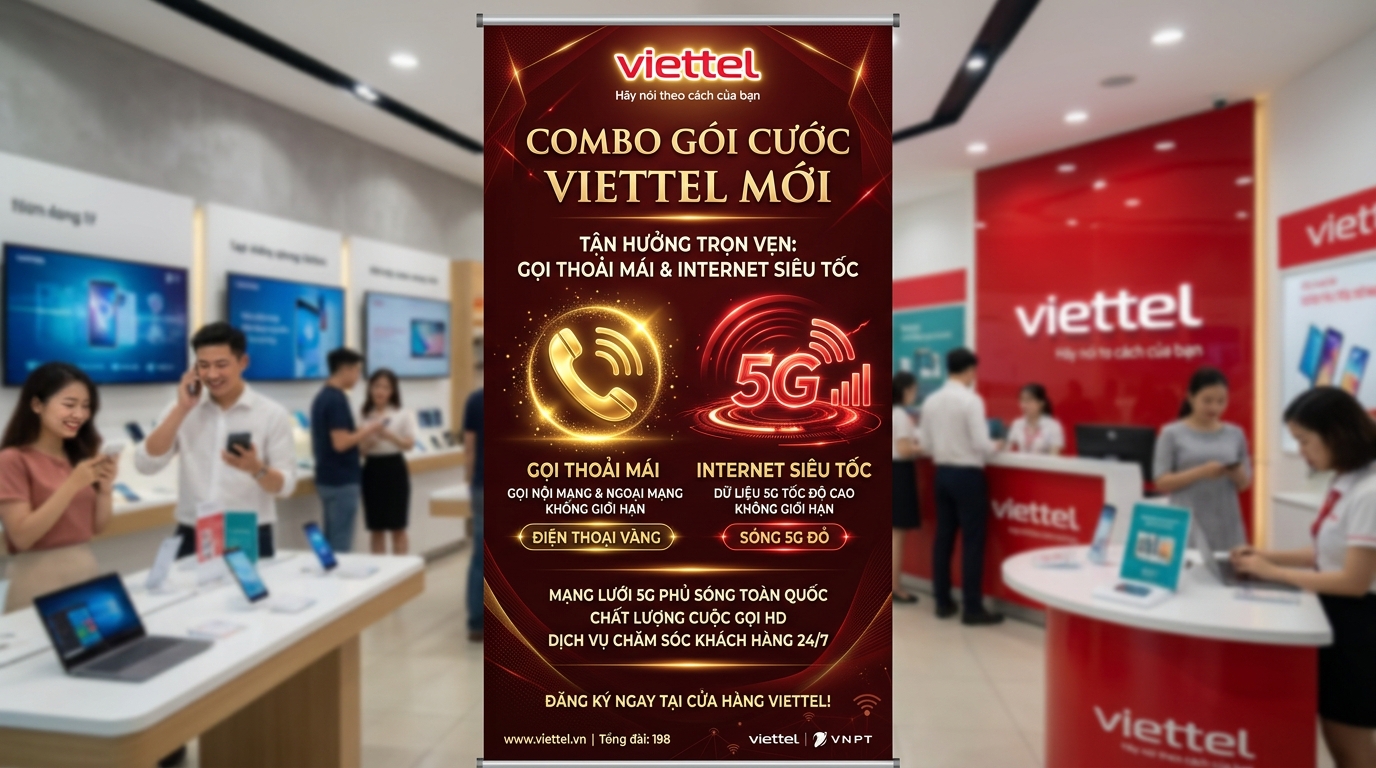 viettel
Hãy nói theo cách của bạn
COMBO GÓI CƯỚC
VIETTEL MỚI
TẬN HƯỞNG TRỌN VẸN:
GỌI THOẢI MÁI & INTERNET SIÊU TỐC
5G
GỌI THOẢI MÁI
GỌI NỘI MẠNG & NGOẠI MẠNG
KHÔNG GIỚI HẠN
ĐIỆN THOẠI VÀNG
INTERNET SIÊU TỐC
DỮ LIỆU 5G TỐC ĐỘ CAO
KHÔNG GIỚI HẠN
SÓNG 5G ĐỎ
MẠNG LƯỚI 5G PHỦ SÓNG TOÀN QUỐC
CHẤT LƯỢNG CUỘC GỌI HD
DỊCH VỤ CHĂM SÓC KHÁCH HÀNG 24/7
ĐĂNG KÝ NGAY TẠI CỬA HÀNG VIETTEL!
www.viettel.vn | Tổng đài: 198
viettel | VNPT
viettel
viett
viettel
viettel